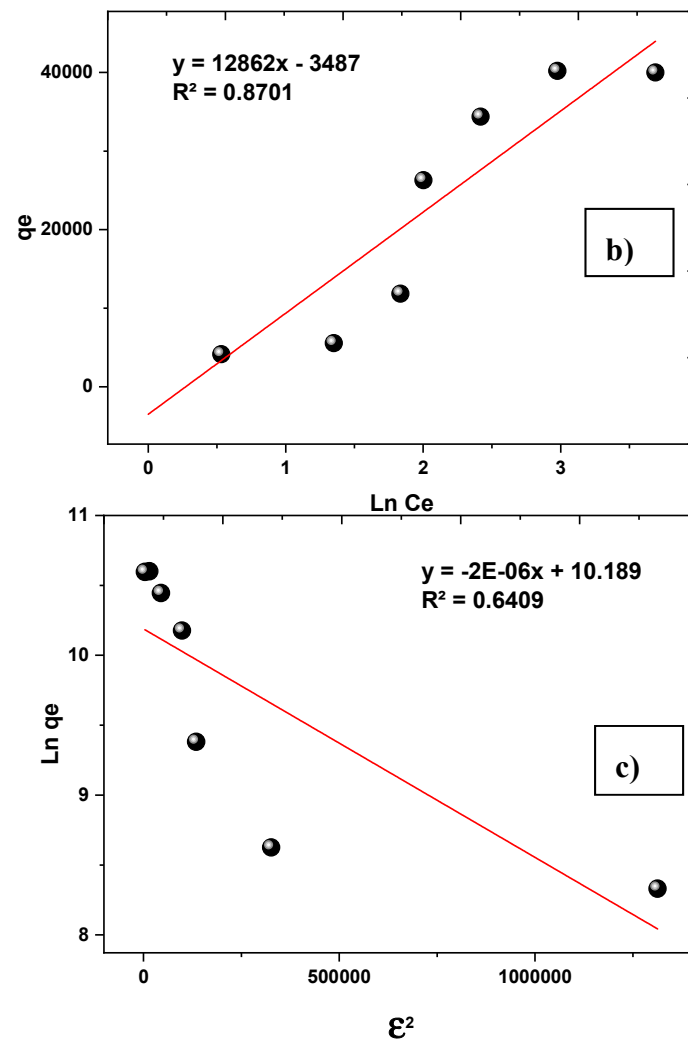 y = 12862x - 3487
R² = 0.8701
40000
20000
0
qe
b)
0
1
2
3
Ln Ce
11
10
9
8
Ln qe
y = -2E-06x + 10.189
R² = 0.6409
c)
0
500000
1000000
ε²